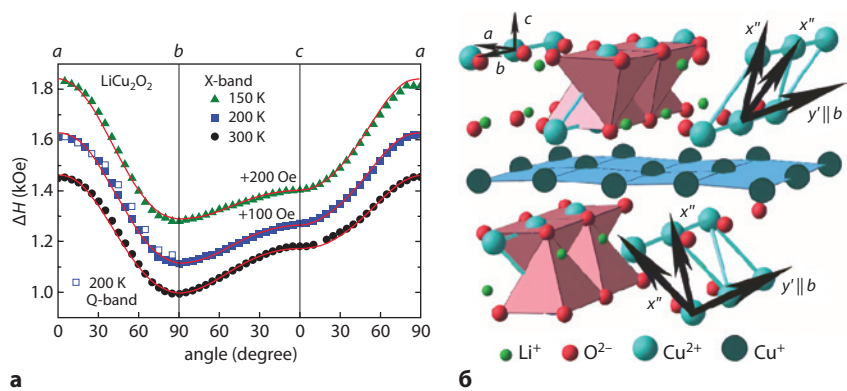 a b c a
LiCu₂O₂
X-band
150 K
200 K
300 K
+200 Oe
+100 Oe
200 K
Q-band
ΔH (kOe)
1.8
1.6
1.4
1.2
1.0
0 30 60 90 60 30 0 30 60 90
angle (degree)
а
a
b
c
x″
x″
y′ || b
x″
x″
y′ || b
Li⁺ O²⁻ Cu²⁺ Cu⁺
б